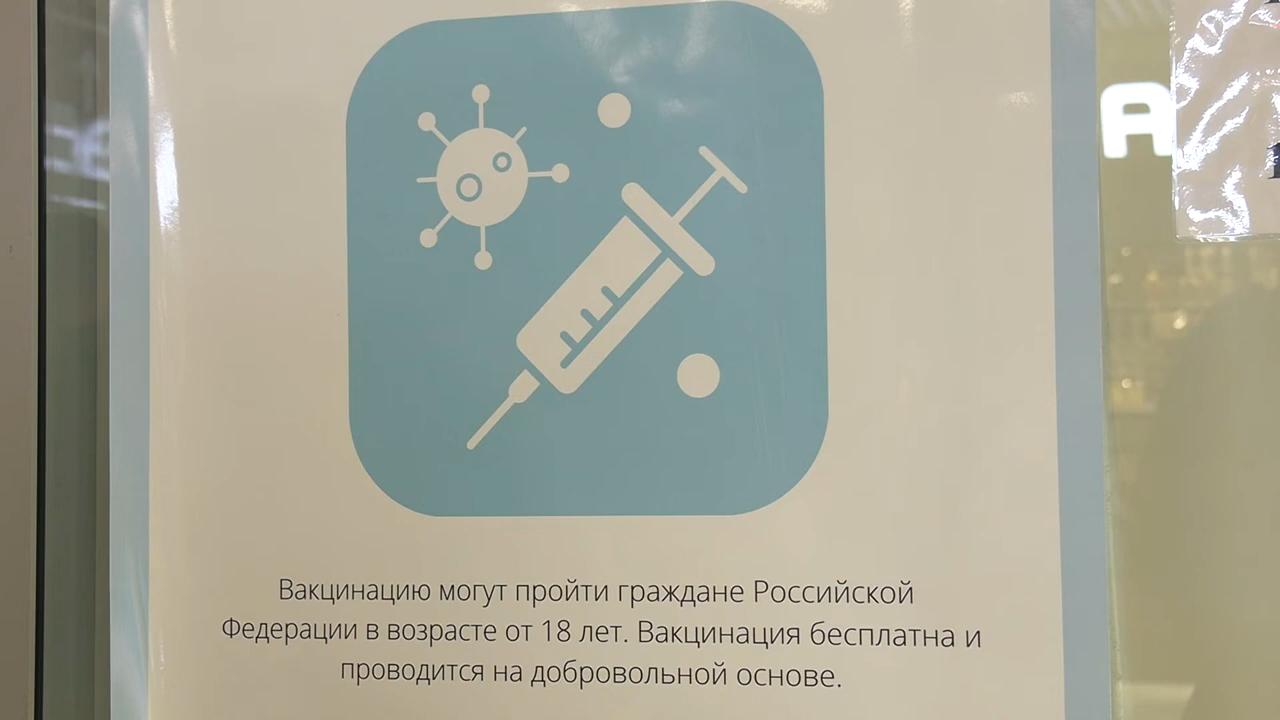 A
Вакцинацию могут пройти граждане Российской
Федерации в возрасте от 18 лет. Вакцинация бесплатна и
проводится на добровольной основе.